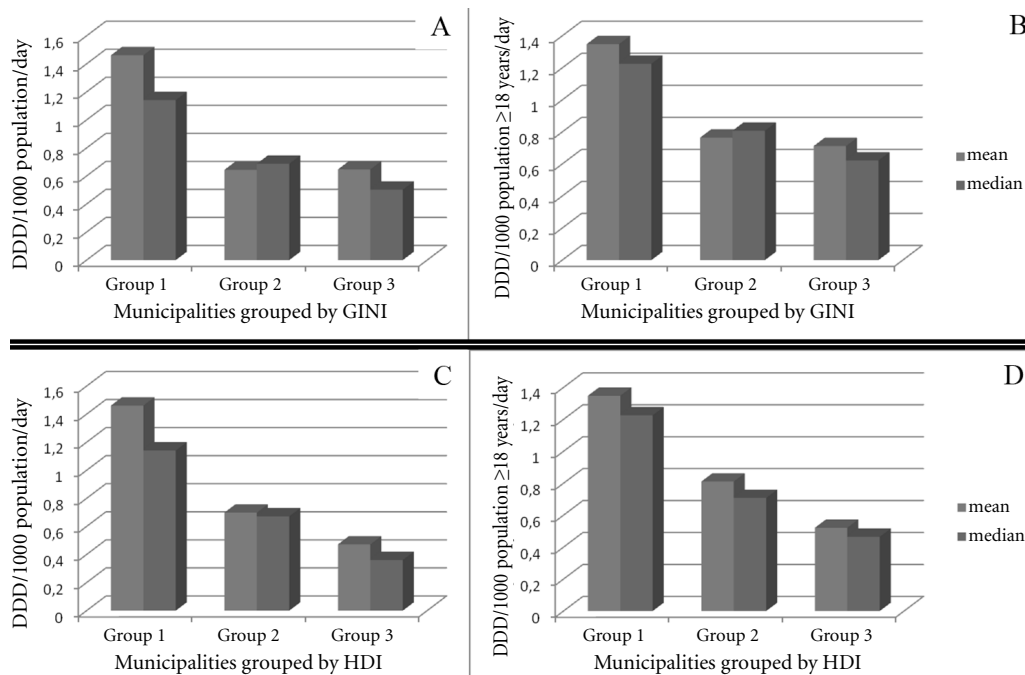 A
DDD/1000 population/day
1,6
1,4
1,2
1
0,8
0,6
0,4
0,2
0
Group 1
Group 2
Group 3
Municipalities grouped by GINI
B
DDD/1000 population ≥18 years/day
1,4
1,2
1
0,8
0,6
0,4
0,2
0
Group 1
Group 2
Group 3
Municipalities grouped by GINI
mean
median
C
DDD/1000 population/day
1,6
1,4
1,2
1
0,8
0,6
0,4
0,2
0
Group 1
Group 2
Group 3
Municipalities grouped by HDI
D
DDD/1000 population ≥18 years/day
1,4
1,2
1
0,8
0,6
0,4
0,2
0
Group 1
Group 2
Group 3
Municipalities grouped by HDI
mean
median